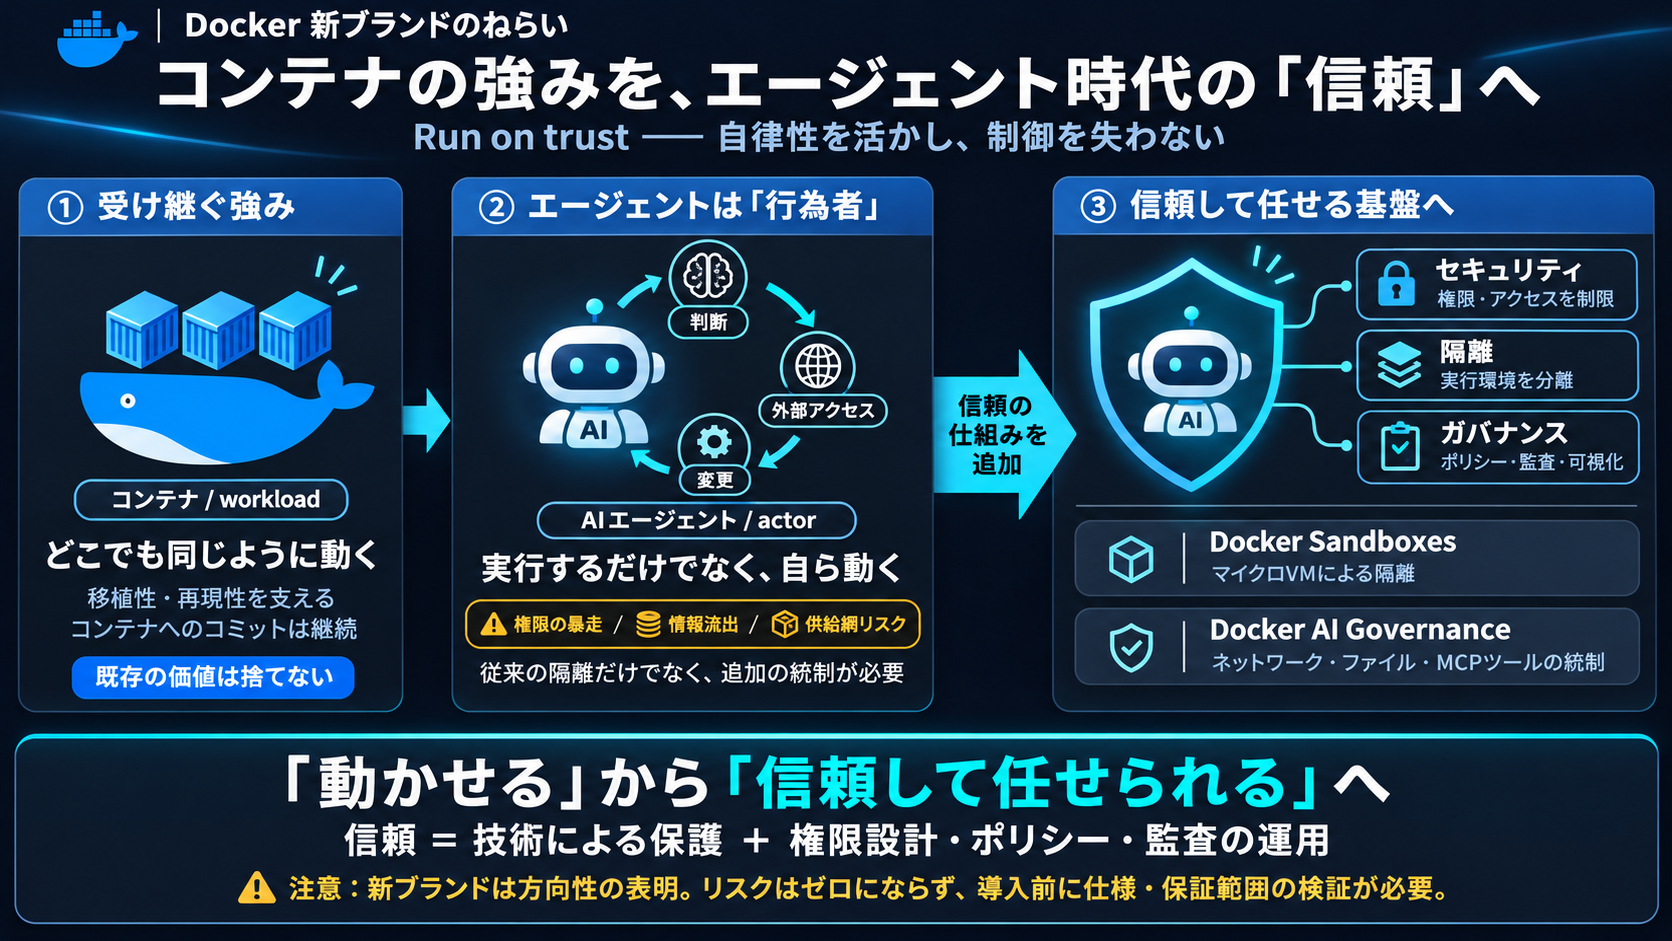 Docker 新ブランドのねらい
コンテナの強みを、エージェント時代の「信頼」へ
Run on trust —— 自律性を活かし、制御を失わない
① 受け継ぐ強み
コンテナ / workload
どこでも同じように動く
移植性・再現性を支える
コンテナへのコミットは継続
既存の価値は捨てない
② エージェントは「行為者」
判断
外部アクセス
変更
AI
AIエージェント / actor
実行するだけでなく、自ら動く
権限の暴走 / 情報流出 / 供給網リスク
従来の隔離だけでなく、追加の統制が必要
信頼の
仕組みを
追加
③ 信頼して任せる基盤へ
AI
セキュリティ
権限・アクセスを制限
隔離
実行環境を分離
ガバナンス
ポリシー・監査・可視化
Docker Sandboxes
マイクロVMによる隔離
Docker AI Governance
ネットワーク・ファイル・MCPツールの統制
「動かせる」から「信頼して任せられる」へ
信頼 = 技術による保護 + 権限設計・ポリシー・監査の運用
注意：新ブランドは方向性の表明。リスクはゼロにならず、導入前に仕様・保証範囲の検証が必要。